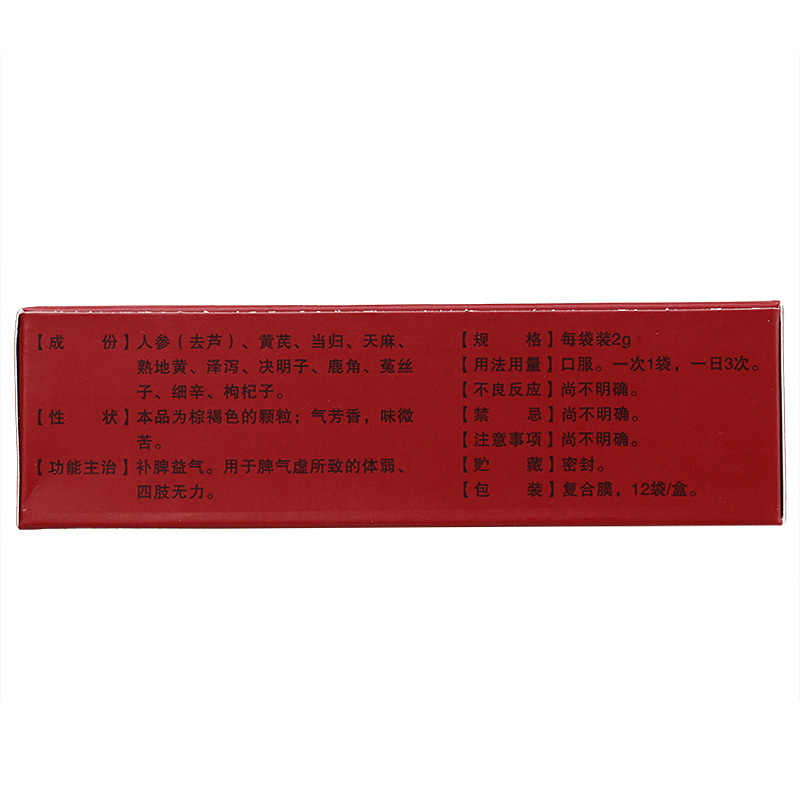 【成　份】人参（去芦）、黄芪、当归、天麻、
熟地黄、泽泻、决明子、鹿角、菟丝
子、细辛、枸杞子。
【性　状】本品为棕褐色的颗粒；气芳香，味微
苦。
【功能主治】补脾益气。用于脾气虚所致的体弱、
四肢无力。
【规　格】每袋装2g
【用法用量】口服。一次1袋，一日3次。
【不良反应】尚不明确。
【禁　忌】尚不明确。
【注意事项】尚不明确。
【贮　藏】密封。
【包　装】复合膜，12袋/盒。